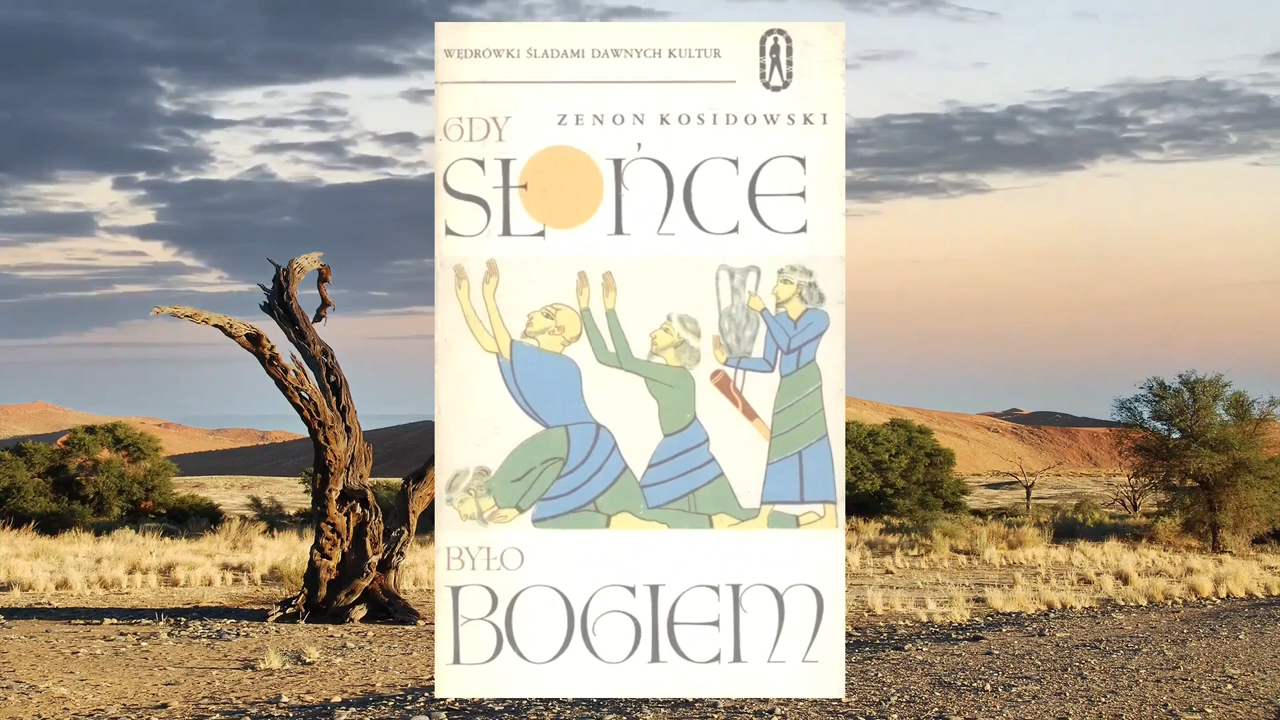 WĘDRÓWKI ŚLADAMI DAWNYCH KULTUR
ZENON KOSIDOWSKI
GDY
SŁOŃCE
BYŁO
BOGIEM